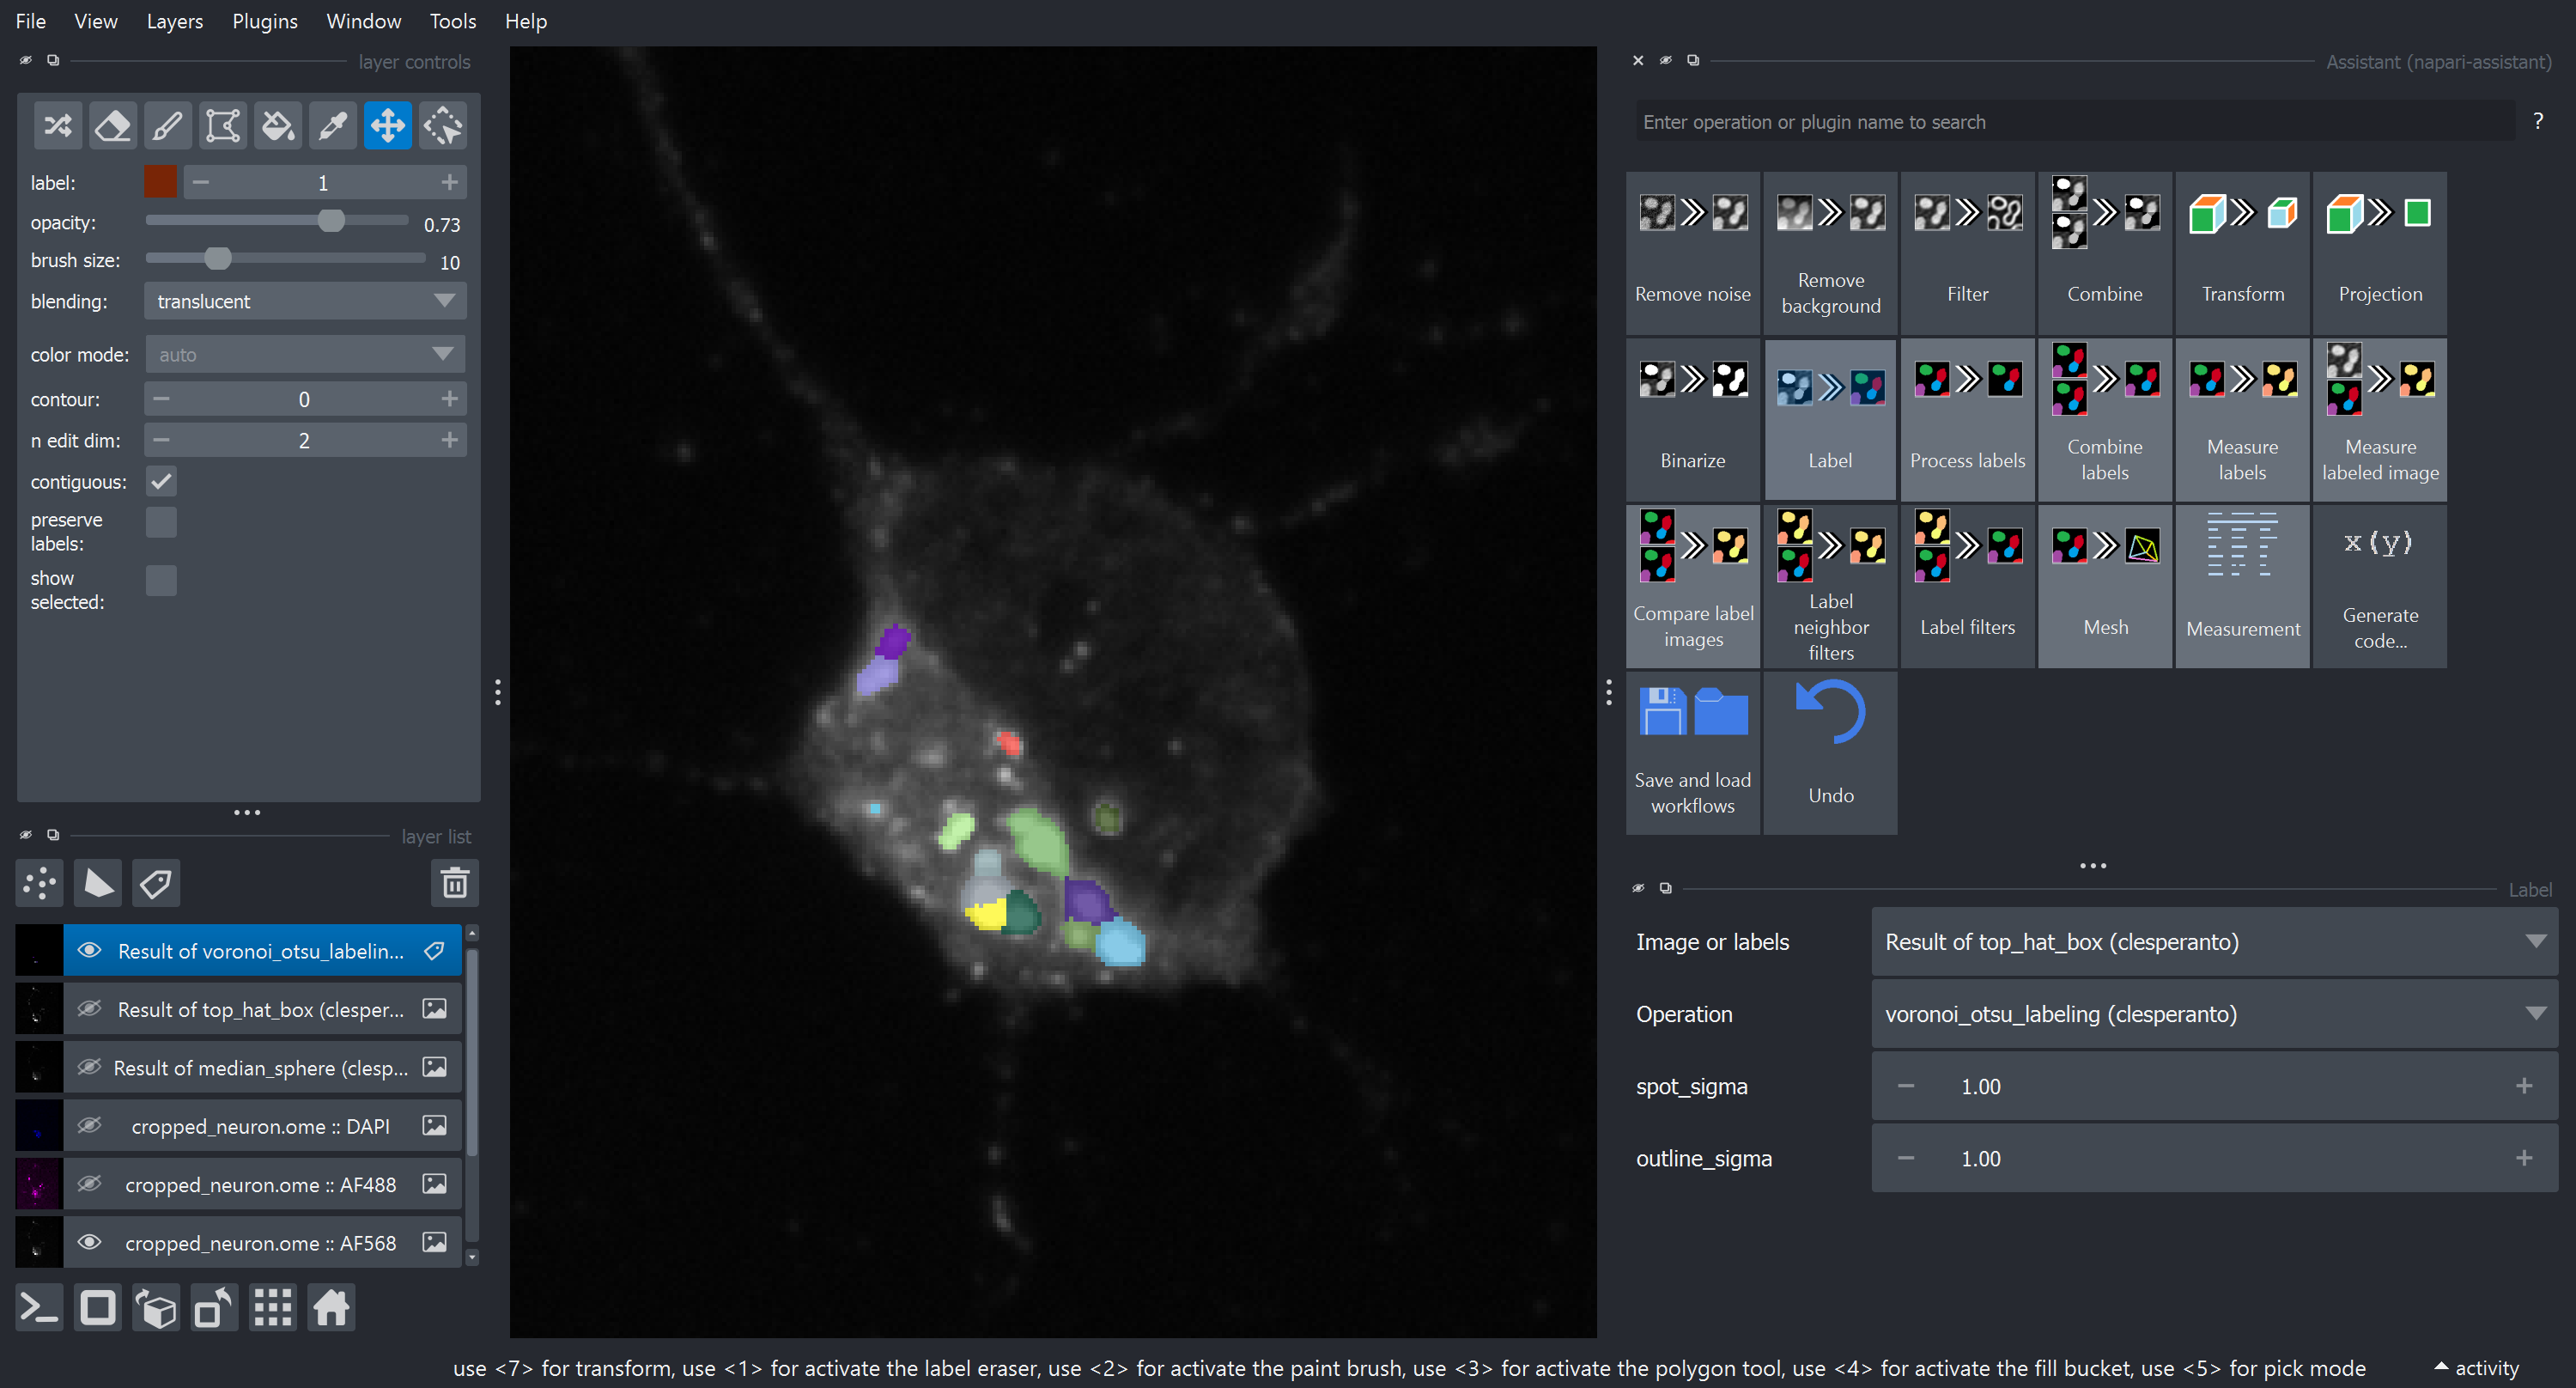 File View Layers Plugins Window Tools Help
layer controls
label: 1
opacity: 0.73
brush size: 10
blending: translucent
color mode: auto
contour: 0
n edit dim: 2
contiguous:
preserve
labels:
show
selected:
layer list
Result of voronoi_otsu_labelin...
Result of top_hat_box (clesper...
Result of median_sphere (clesp...
cropped_neuron.ome :: DAPI
cropped_neuron.ome :: AF488
cropped_neuron.ome :: AF568
Assistant (napari-assistant)
Enter operation or plugin name to search ?
Remove noise
Remove
background
Filter
Combine
Transform
Projection
Binarize
Label
Process labels
Combine
labels
Measure
labels
Measure
labeled image
Compare label
images
Label
neighbor
filters
Label filters
Mesh
Measurement
x(y)
Generate
code...
Save and load
workflows
Undo
Label
Image or labels Result of top_hat_box (clesperanto)
Operation voronoi_otsu_labeling (clesperanto)
spot_sigma 1.00
outline_sigma 1.00
use <7> for transform, use <1> for activate the label eraser, use <2> for activate the paint brush, use <3> for activate the polygon tool, use <4> for activate the fill bucket, use <5> for pick mode
activity